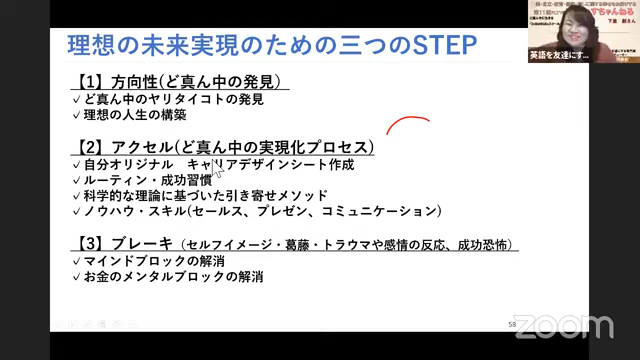 理想の未来実現のための三つのSTEP
【1】方向性(ど真ん中の発見)
✓ど真ん中のヤリタイコトの発見
✓理想の人生の構築
【2】アクセル(ど真ん中の実現化プロセス)
✓自分オリジナル　キャリアデザインシート作成
✓ルーティン・成功習慣
✓科学的な理論に基づいた引き寄せメソッド
✓ノウハウ・スキル(セールス、プレゼン、コミュニケーション)
【3】ブレーキ（セルフイメージ・葛藤・トラウマや感情の反応、成功恐怖）
✓マインドブロックの解消
✓お金のメンタルブロックの解消
58
すちゃんねる
英語を友達にす...
zoom